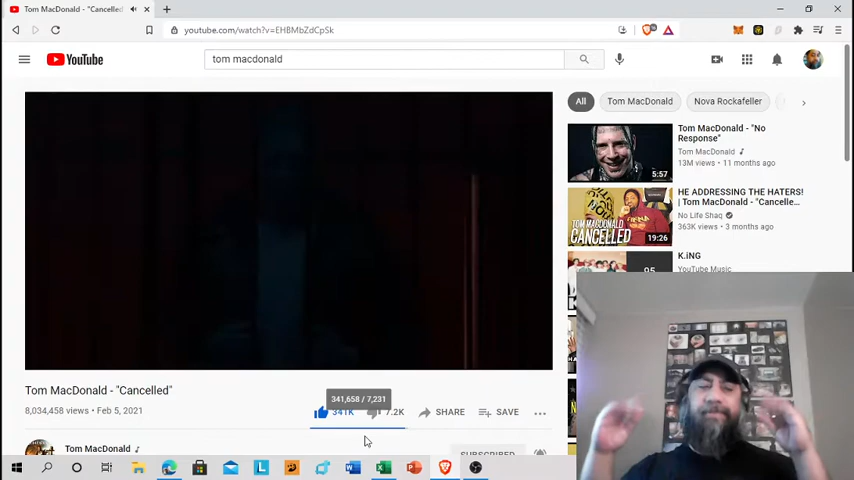 Tom MacDonald - "Cancelled"
youtube.com/watch?v=EHBMbZdCpSk
YouTube
tom macdonald
All
Tom MacDonald
Nova Rockafeller
Tom MacDonald - "No
Response"
Tom MacDonald
13M views • 11 months ago
5:57
HE ADDRESSING THE HATERS!
| Tom MacDonald - "Cancelle...
No Life Shaq
363K views • 3 months ago
CANCELLED
19:26
K.iNG
YouTube Music
95
Tom MacDonald - "Cancelled"
8,034,458 views • Feb 5, 2021
341,658 / 7,231
341K
7.2K
SHARE
SAVE
Tom MacDonald
SUBSCRIBED